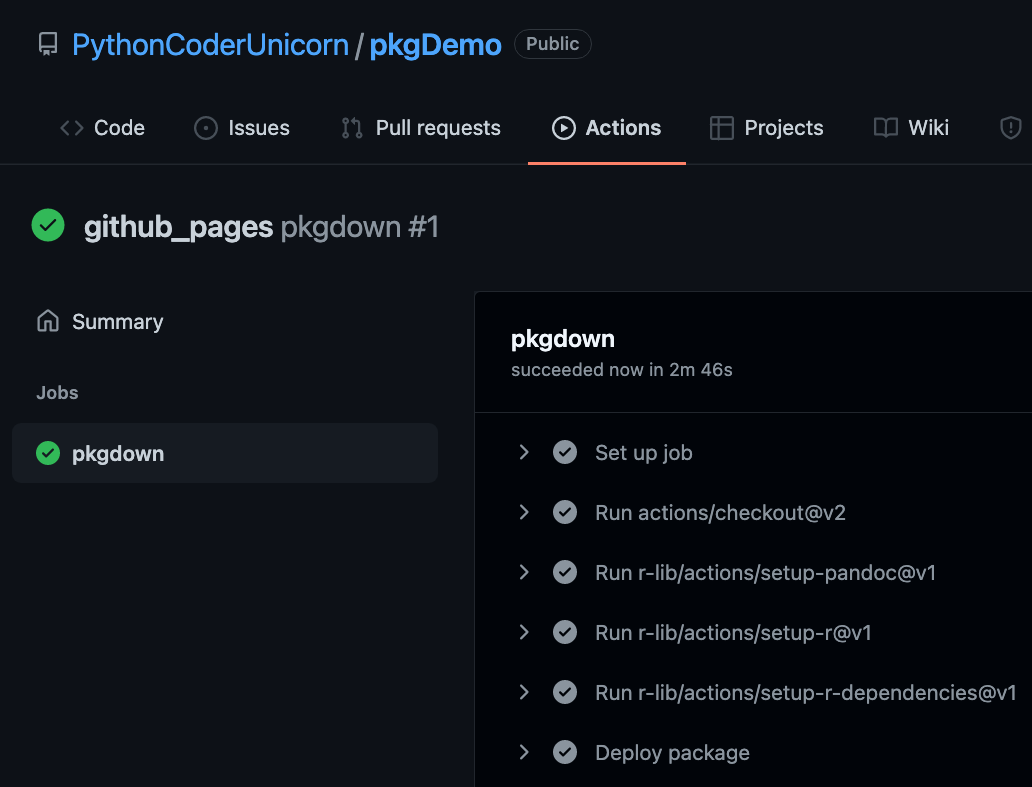 PythonCoderUnicorn / pkgDemo Public
Code Issues Pull requests Actions Projects Wiki
github_pages pkgdown #1
Summary
Jobs
pkgdown
pkgdown
succeeded now in 2m 46s
Set up job
Run actions/checkout@v2
Run r-lib/actions/setup-pandoc@v1
Run r-lib/actions/setup-r@v1
Run r-lib/actions/setup-r-dependencies@v1
Deploy package